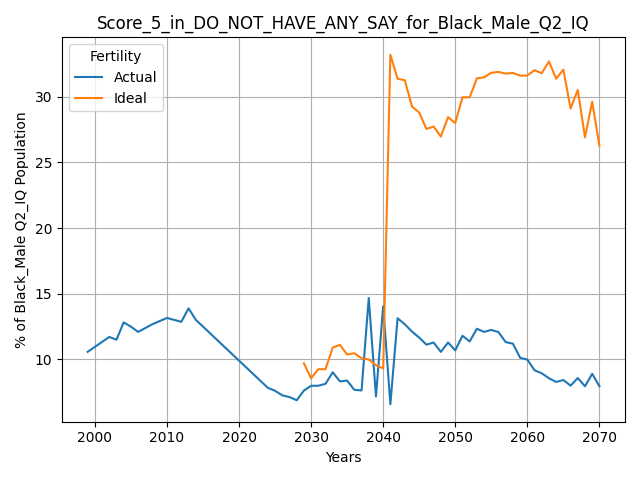 Score_5_in_DO_NOT_HAVE_ANY_SAY_for_Black_Male_Q2_IQ
Fertility
Actual
Ideal
% of Black_Male Q2_IQ Population
30
25
20
15
10
2000 2010 2020 2030 2040 2050 2060 2070
Years